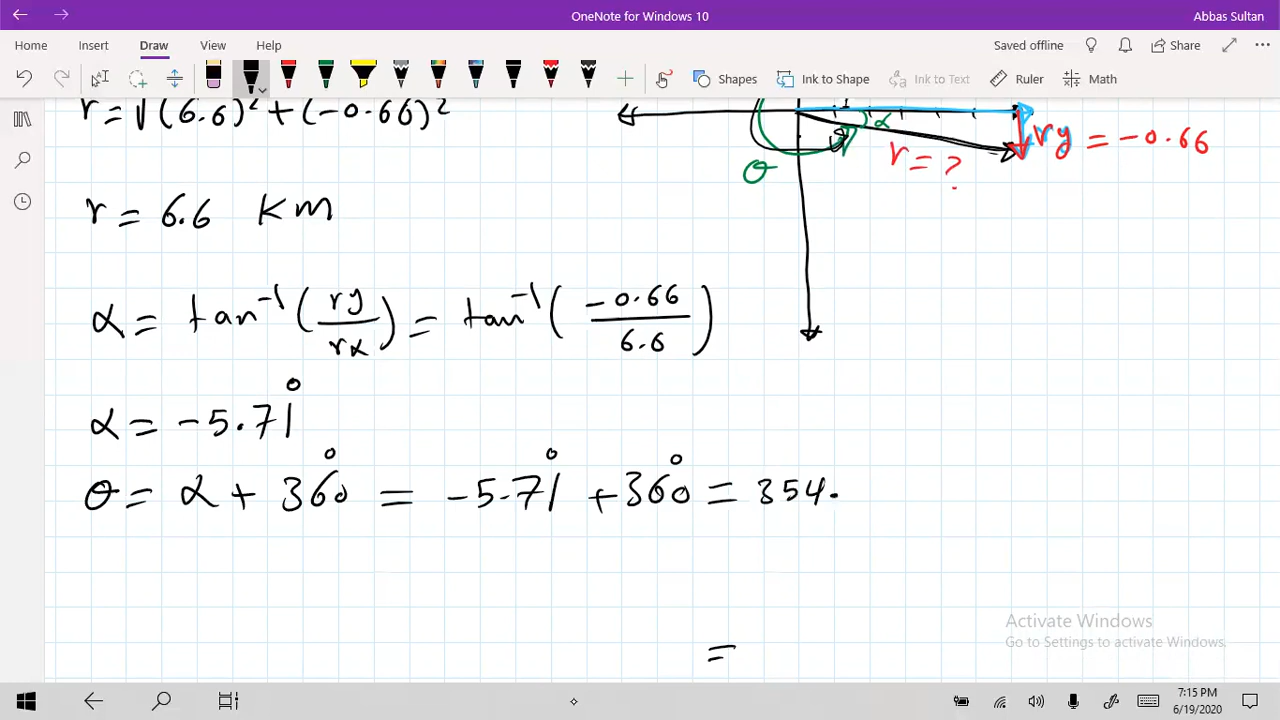 OneNote for Windows 10
Abbas Sultan
Home Insert Draw View Help
Saved offline Share
Shapes Ink to Shape Ink to Text Ruler Math
r = √(6.6)² + (-0.66)²
α
ry = -0.66
r = ?
θ
r = 6.6 km
α = tan⁻¹(ry/rx) = tan⁻¹(-0.66/6.6)
α = -5.71°
θ = α + 360° = -5.71° + 360° = 354.
=
Activate Windows
Go to Settings to activate Windows.
7:15 PM
6/19/2020